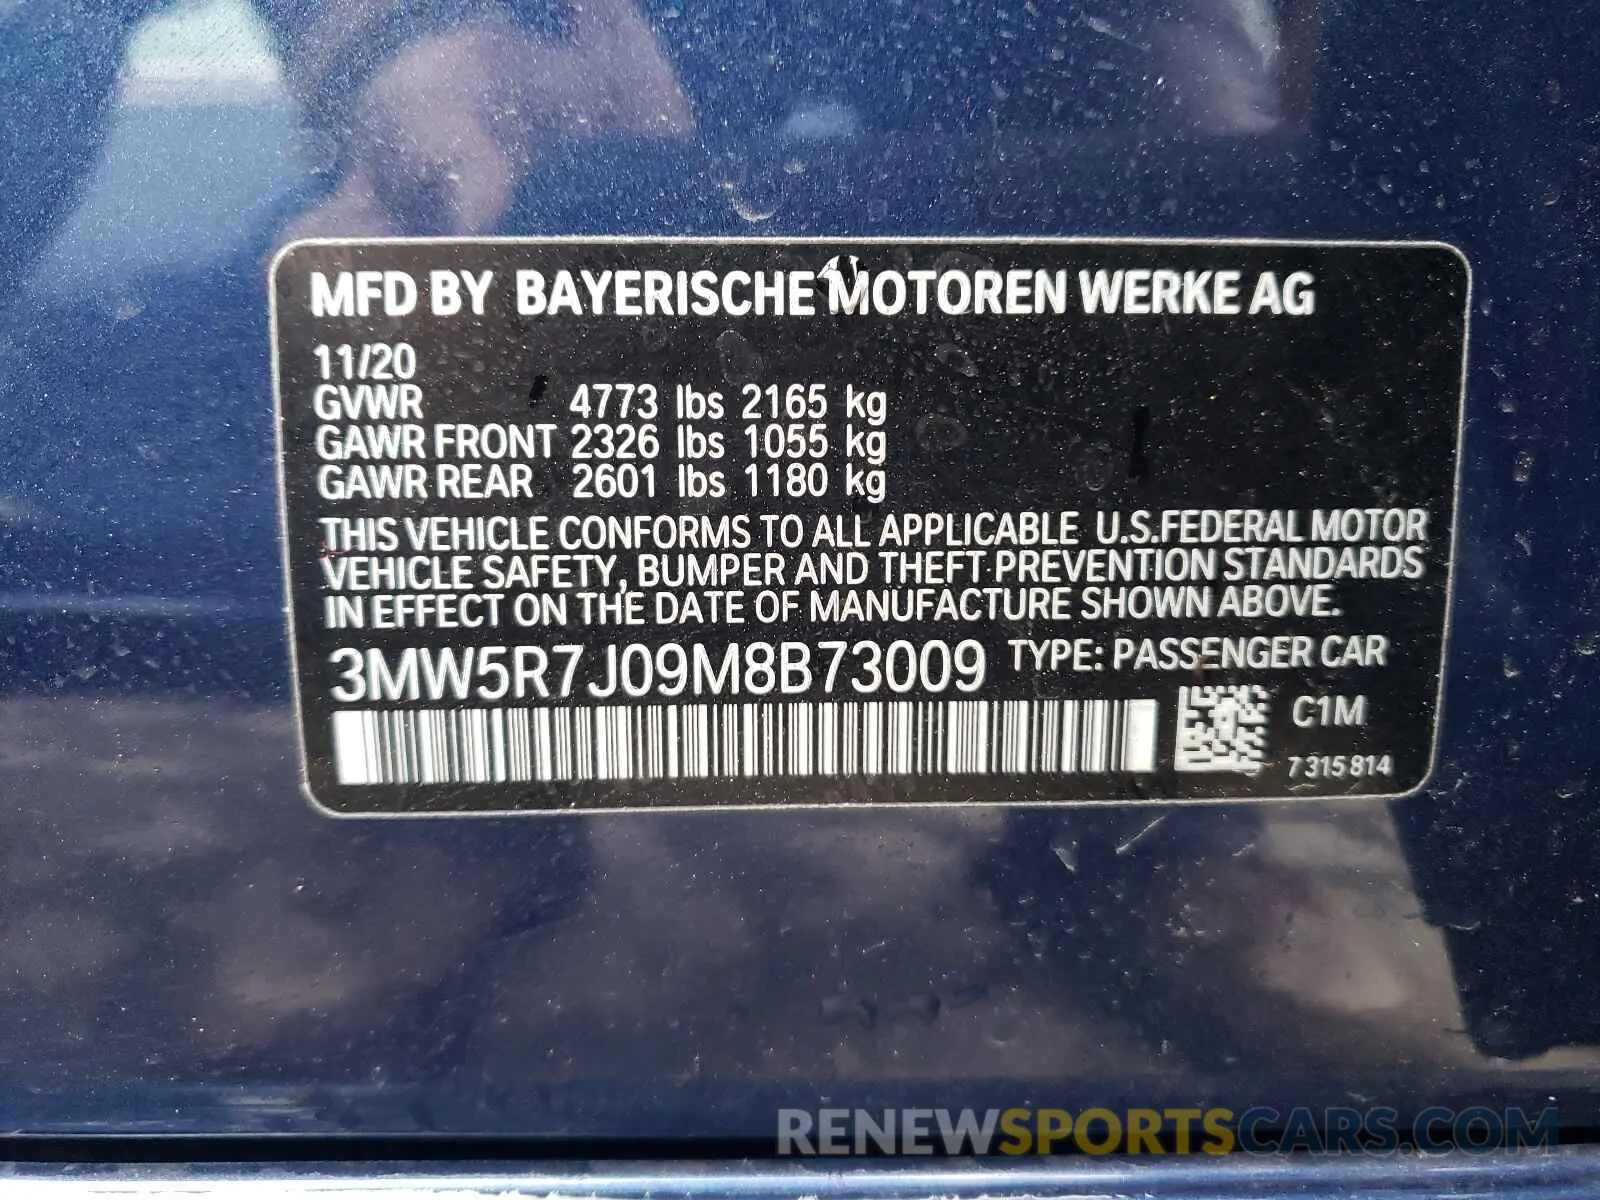 MFD BY BAYERISCHE MOTOREN WERKE AG
11/20
GVWR 4773 lbs 2165 kg
GAWR FRONT 2326 lbs 1055 kg
GAWR REAR 2601 lbs 1180 kg
THIS VEHICLE CONFORMS TO ALL APPLICABLE U.S.FEDERAL MOTOR
VEHICLE SAFETY, BUMPER AND THEFT PREVENTION STANDARDS
IN EFFECT ON THE DATE OF MANUFACTURE SHOWN ABOVE.
3MW5R7J09M8B73009 TYPE: PASSENGER CAR
C1M
7 315 814
RENEWSPORTSCARS.COM